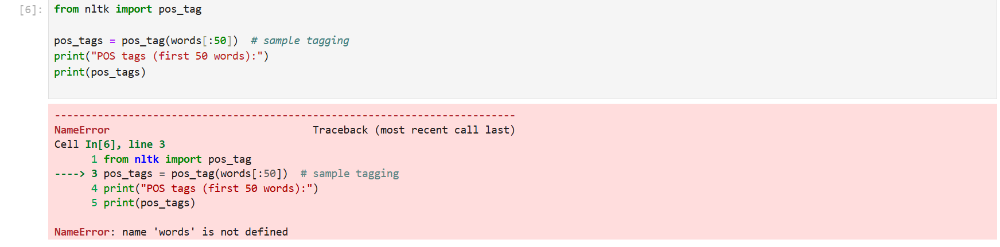 [6]: from nltk import pos_tag
pos_tags = pos_tag(words[:50])  # sample tagging
print("POS tags (first 50 words):")
print(pos_tags)
---------------------------------------------------------------------------
NameError                                 Traceback (most recent call last)
Cell In[6], line 3
      1 from nltk import pos_tag
----> 3 pos_tags = pos_tag(words[:50])  # sample tagging
      4 print("POS tags (first 50 words):")
      5 print(pos_tags)
NameError: name 'words' is not defined